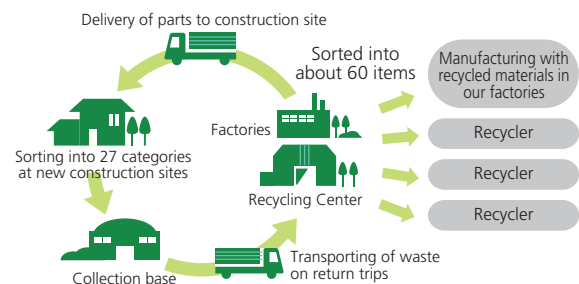 Delivery of parts to construction site
Sorted into
about 60 items
Manufacturing with
recycled materials in
our factories
Factories
Recycler
Sorting into 27 categories
at new construction sites
Recycler
Recycling Center
Recycler
Transporting of waste
on return trips
Collection base